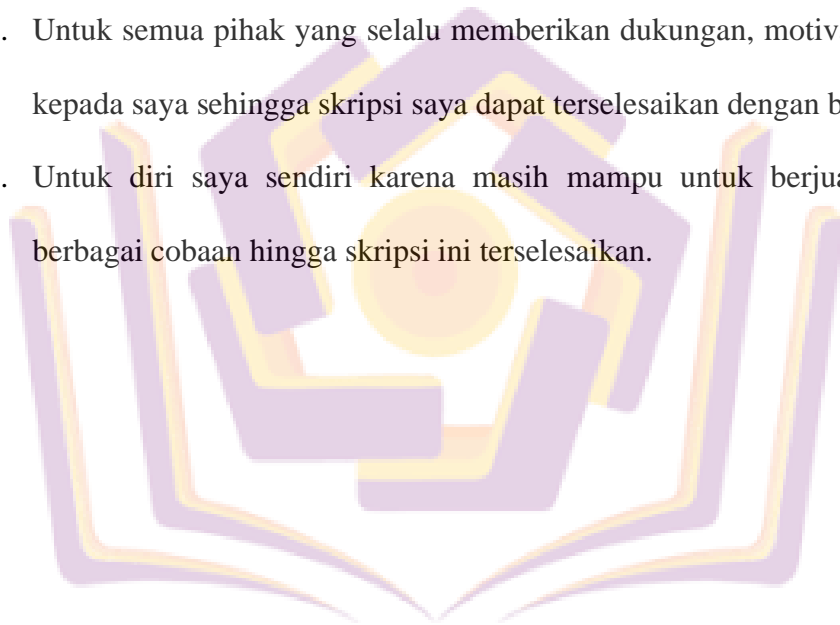 . Untuk semua pihak yang selalu memberikan dukungan, motiv
kepada saya sehingga skripsi saya dapat terselesaikan dengan b
. Untuk diri saya sendiri karena masih mampu untuk berjua
berbagai cobaan hingga skripsi ini terselesaikan.